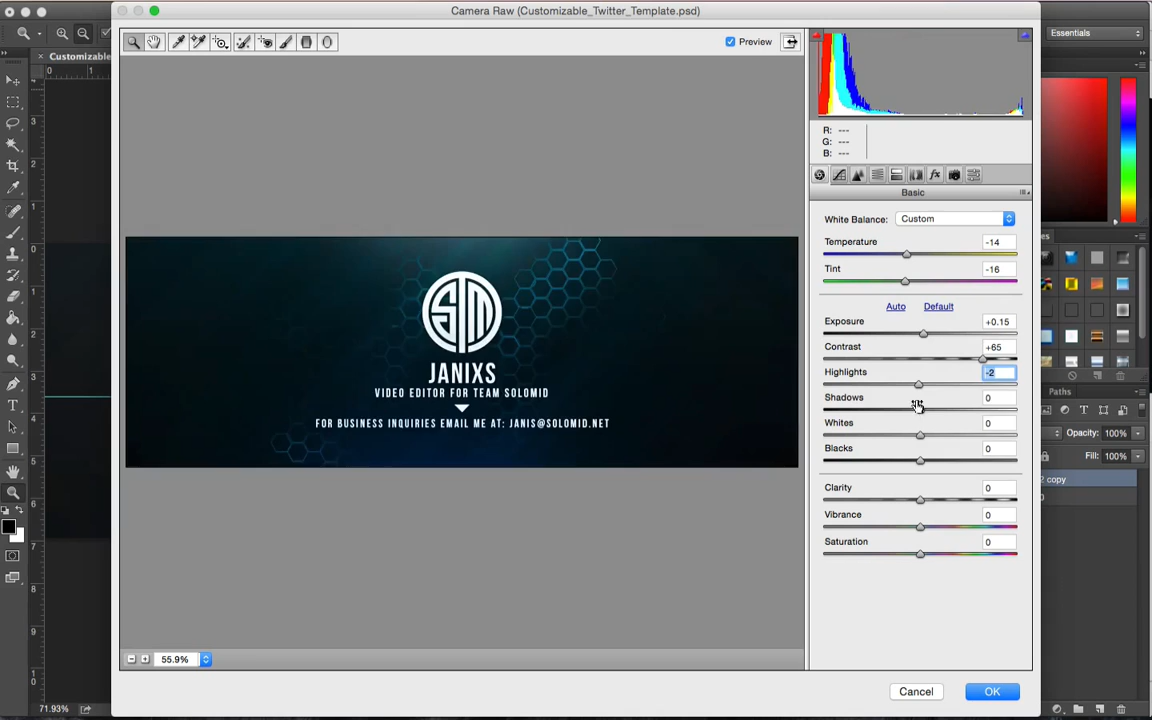 Camera Raw (Customizable_Twitter_Template.psd)
Essentials
Customizable
Preview
R: ---
G: ---
B: ---
Basic
White Balance: Custom
Temperature -14
Tint -16
Auto Default
Exposure +0.15
Contrast +65
Highlights -2
Shadows 0
Whites 0
Blacks 0
Clarity 0
Vibrance 0
Saturation 0
JANIXS
VIDEO EDITOR FOR TEAM SOLOMID
FOR BUSINESS INQUIRIES EMAIL ME AT: JANIS@SOLOMID.NET
Paths
Opacity: 100%
Fill: 100%
2 copy
55.9%
Cancel OK
71.93%